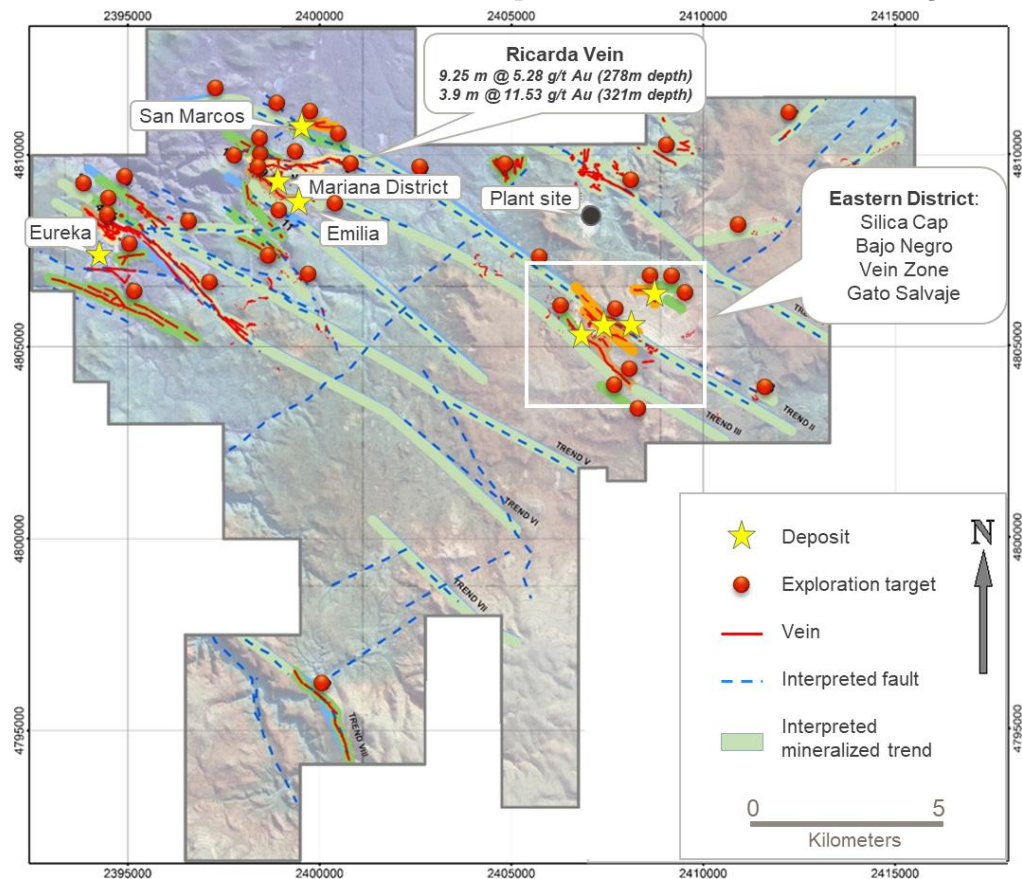 2395000
2400000
2405000
2410000
2415000
Ricarda Vein
9.25 m @ 5.28 g/t Au (278m depth)
3.9 m @ 11.53 g/t Au (321m depth)
San Marcos
4810000
4810000
Mariana District
Plant site
Eastern District:
Silica Cap
Bajo Negro
Vein Zone
Gato Salvaje
Eureka
Emilia
4805000
4805000
TREND II
TREND III
TREND V
TREND VI
Deposit
N
4800000
4800000
Exploration target
TREND VII
Vein
Interpreted fault
Interpreted
mineralized trend
4795000
4795000
TREND VIII
0 5
Kilometers
2395000
2400000
2405000
2410000
2415000